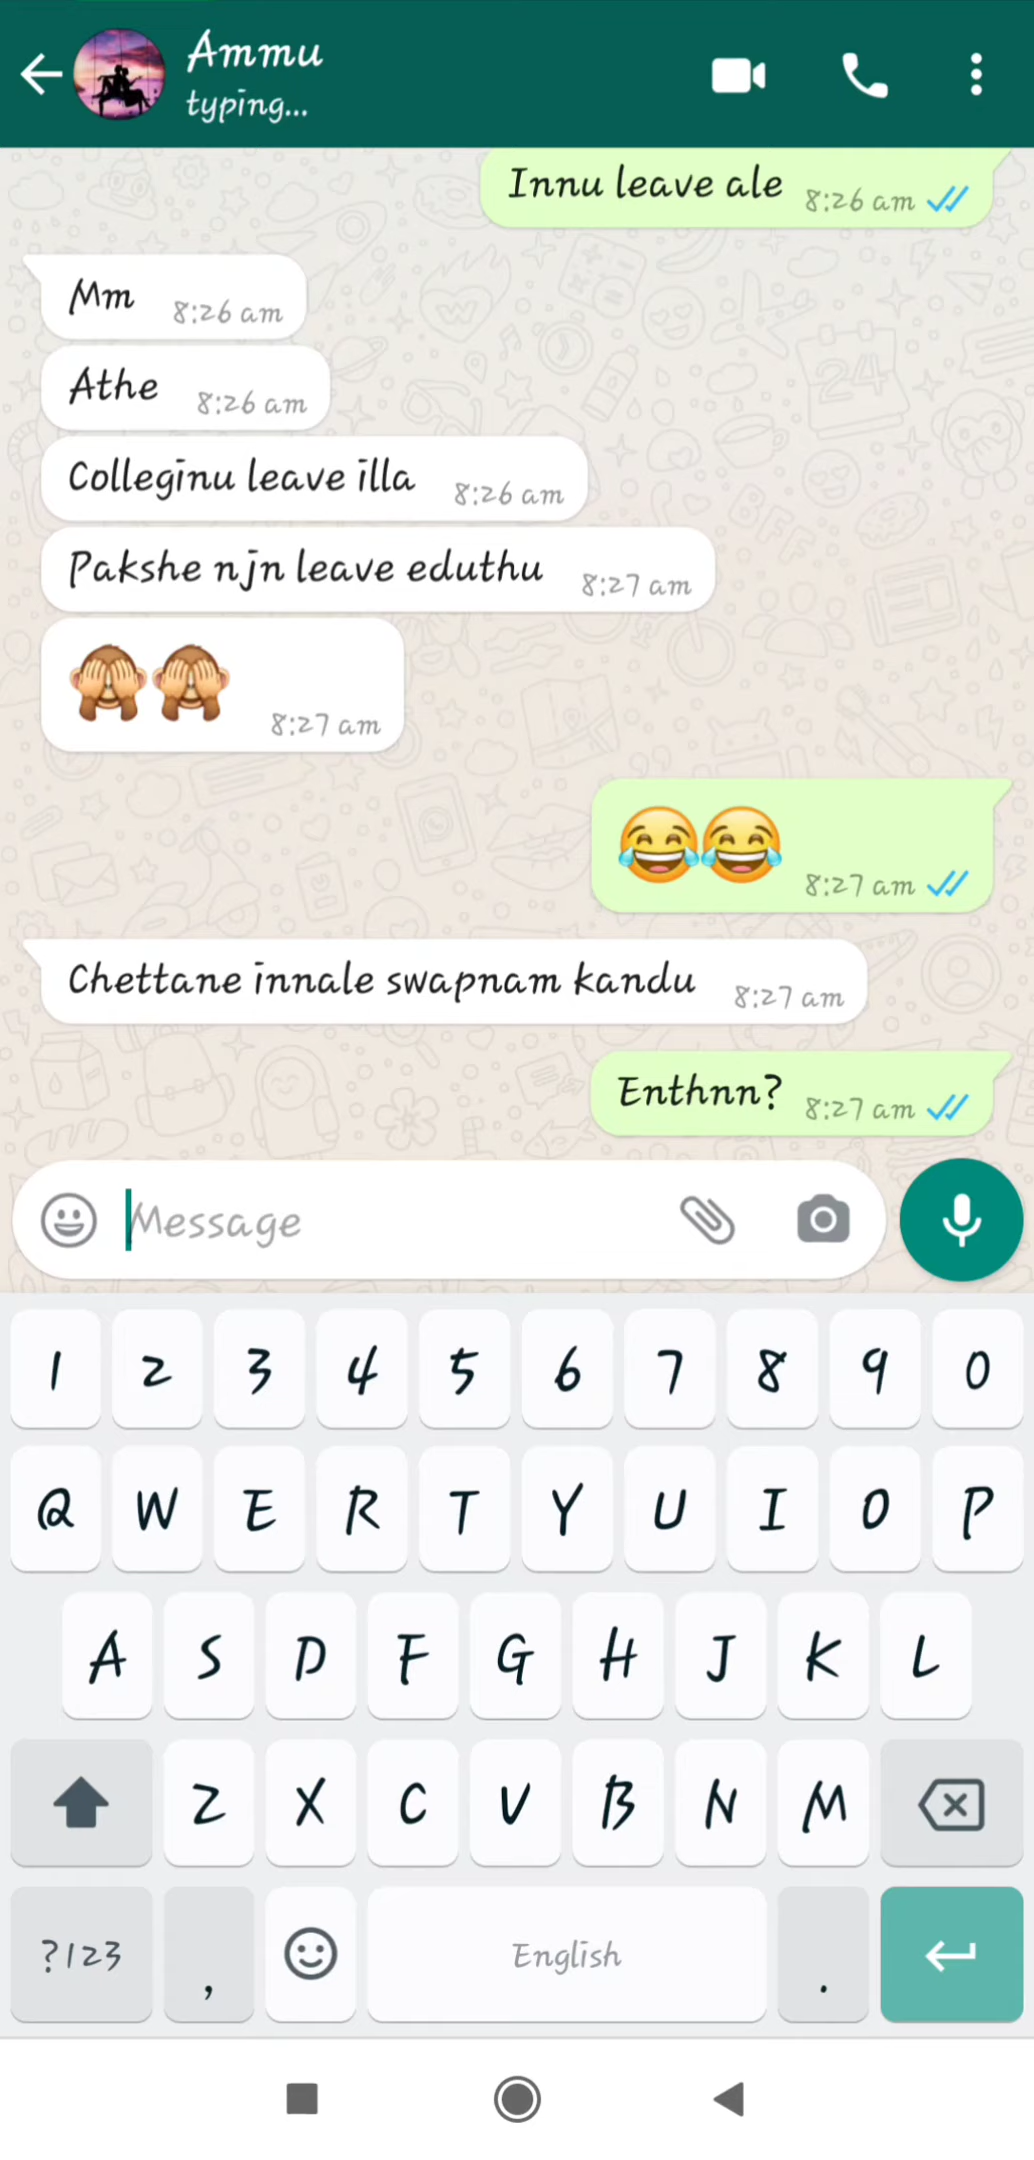 Ammu
typing...
Innu leave ale 8:26 am
Mm 8:26 am
Athe 8:26 am
Colleginu leave illa 8:26 am
Pakshe njn leave eduthu 8:27 am
🙈🙈 8:27 am
😂😂 8:27 am
Chettane innale swapnam kandu 8:27 am
Enthnn? 8:27 am
Message
1 2 3 4 5 6 7 8 9 0
Q W E R T Y U I O P
A S D F G H J K L
Z X C V B N M
?123 , English .